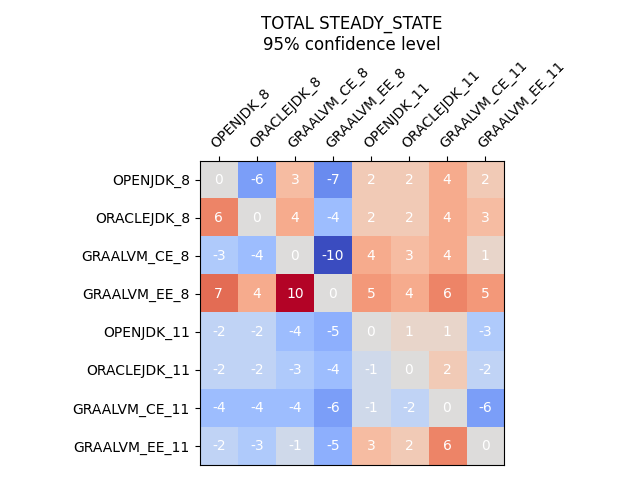 TOTAL STEADY_STATE
95% confidence level
OPENJDK_8 ORACLEJDK_8 GRAALVM_CE_8 GRAALVM_EE_8 OPENJDK_11 ORACLEJDK_11 GRAALVM_CE_11 GRAALVM_EE_11
OPENJDK_8 0 -6 3 -7 2 2 4 2
ORACLEJDK_8 6 0 4 -4 2 2 4 3
GRAALVM_CE_8 -3 -4 0 -10 4 3 4 1
GRAALVM_EE_8 7 4 10 0 5 4 6 5
OPENJDK_11 -2 -2 -4 -5 0 1 1 -3
ORACLEJDK_11 -2 -2 -3 -4 -1 0 2 -2
GRAALVM_CE_11 -4 -4 -4 -6 -1 -2 0 -6
GRAALVM_EE_11 -2 -3 -1 -5 3 2 6 0